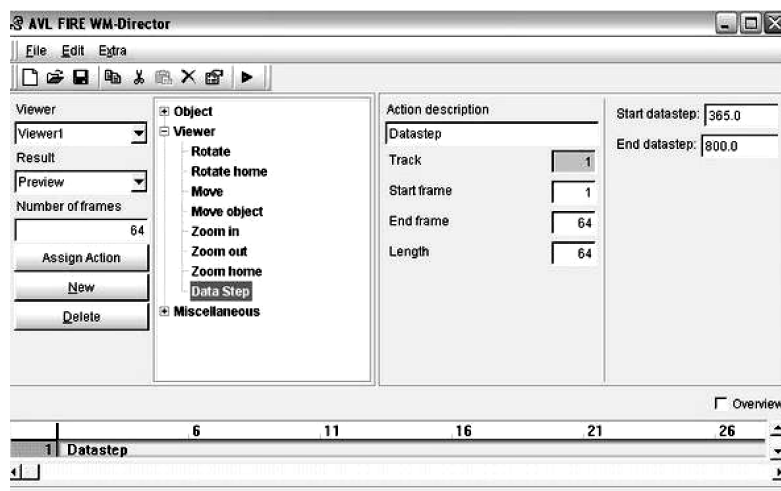 AVL FIRE WM-Director
File Edit Extra
Viewer
Viewer1
Result
Preview
Number of frames
64
Assign Action
New
Delete
Object
Viewer
Rotate
Rotate home
Move
Move object
Zoom in
Zoom out
Zoom home
Data Step
Miscellaneous
Action description
Datastep
Track 1
Start frame 1
End frame 64
Length 64
Start datastep: 365.0
End datastep: 800.0
Overview
6 11 16 21 26
1 Datastep